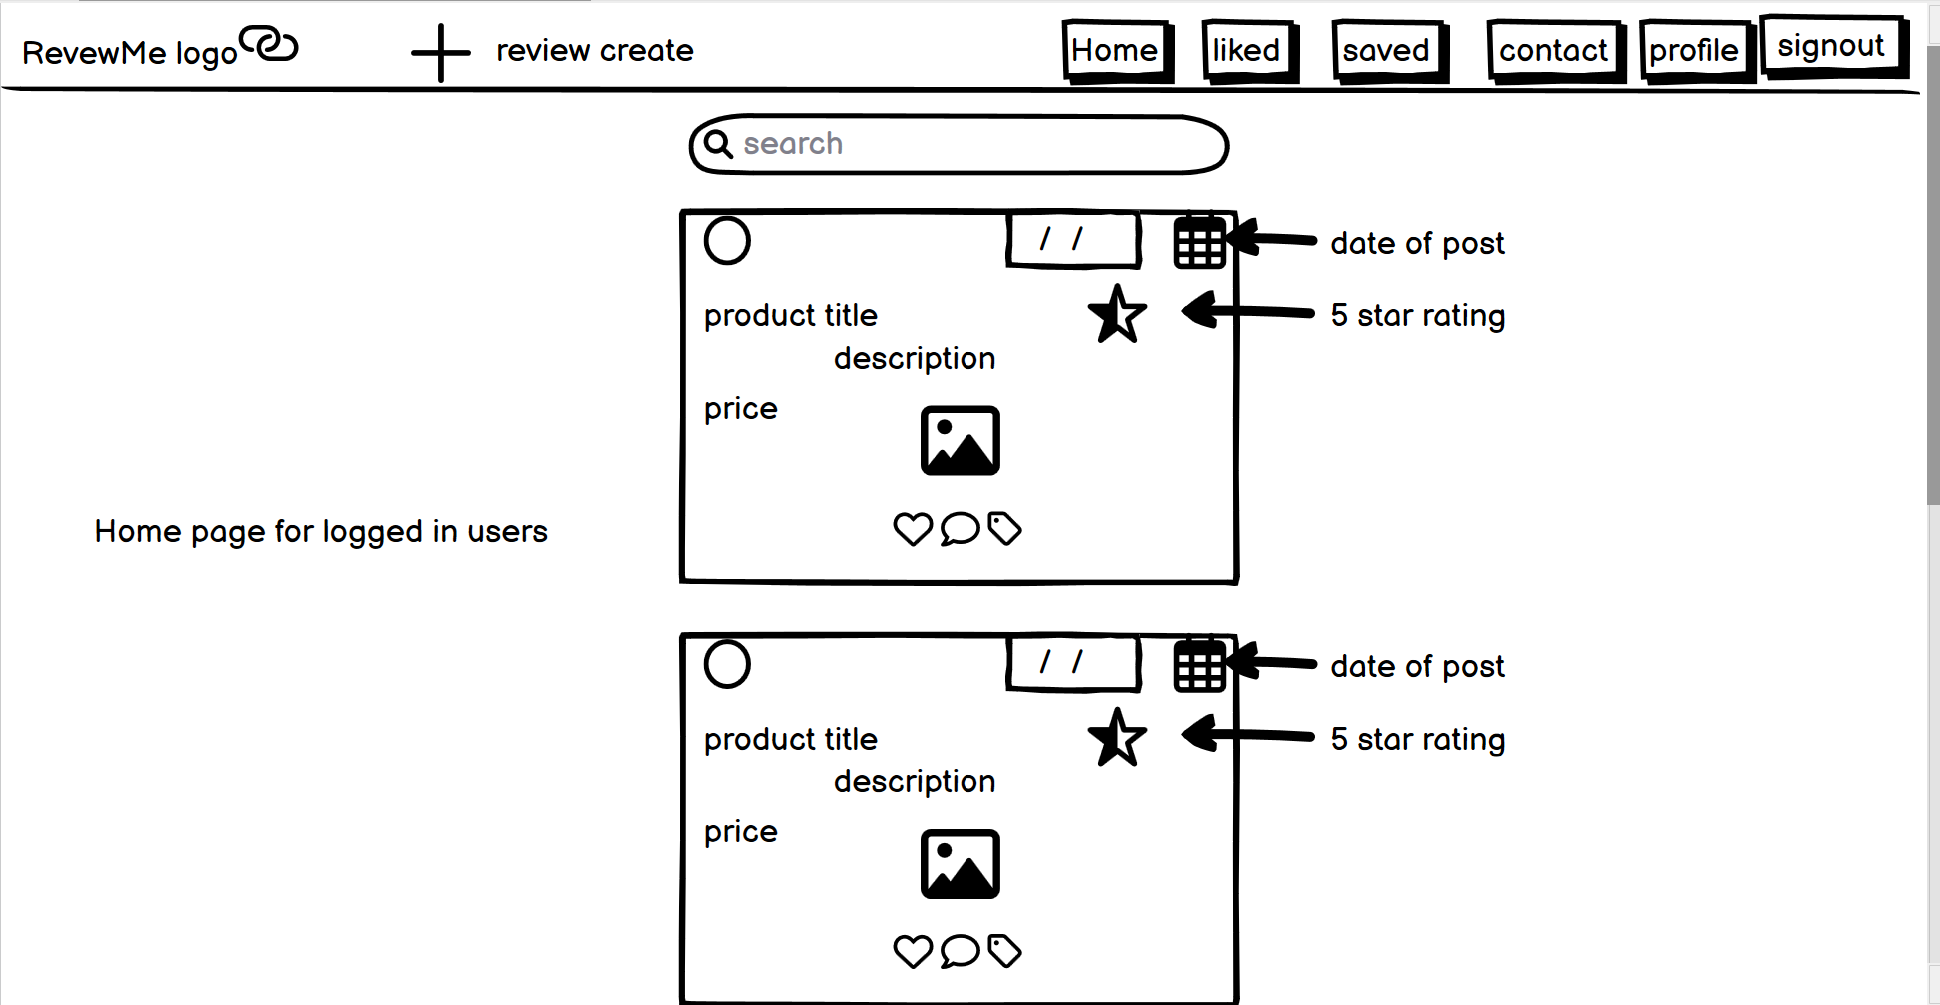 RevewMe logo
review create
Home
liked
saved
contact
profile
signout
search
/ /
date of post
product title
5 star rating
description
price
Home page for logged in users
/ /
date of post
product title
5 star rating
description
price